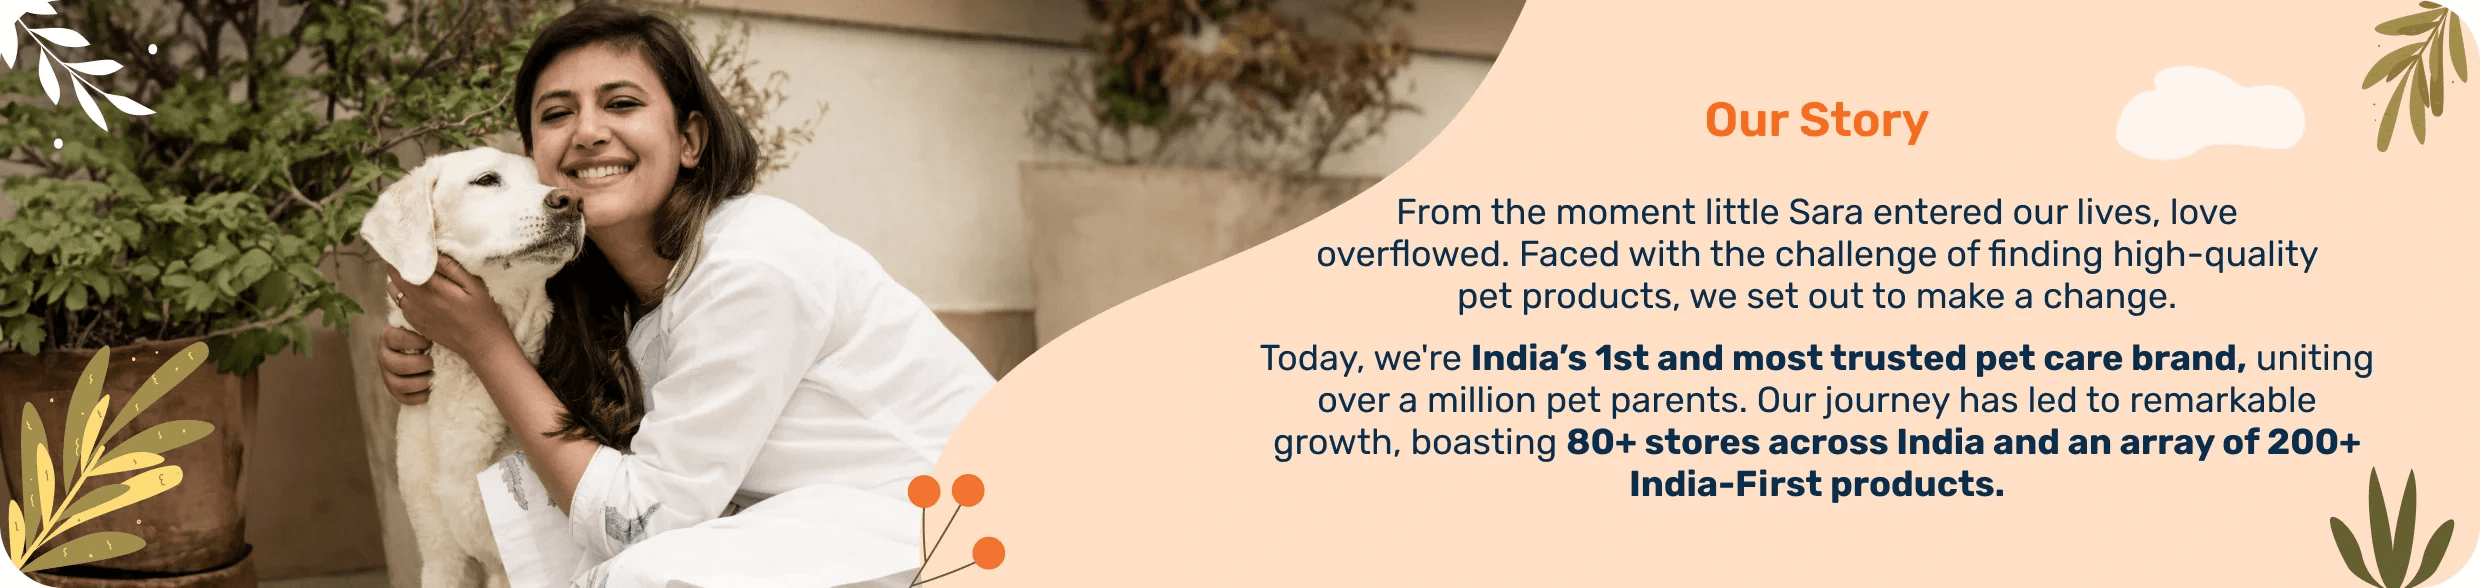 Our Story
From the moment little Sara entered our lives, love
overflowed. Faced with the challenge of finding high-quality
pet products, we set out to make a change.
Today, we're India’s 1st and most trusted pet care brand, uniting
over a million pet parents. Our journey has led to remarkable
growth, boasting 80+ stores across India and an array of 200+
India-First products.